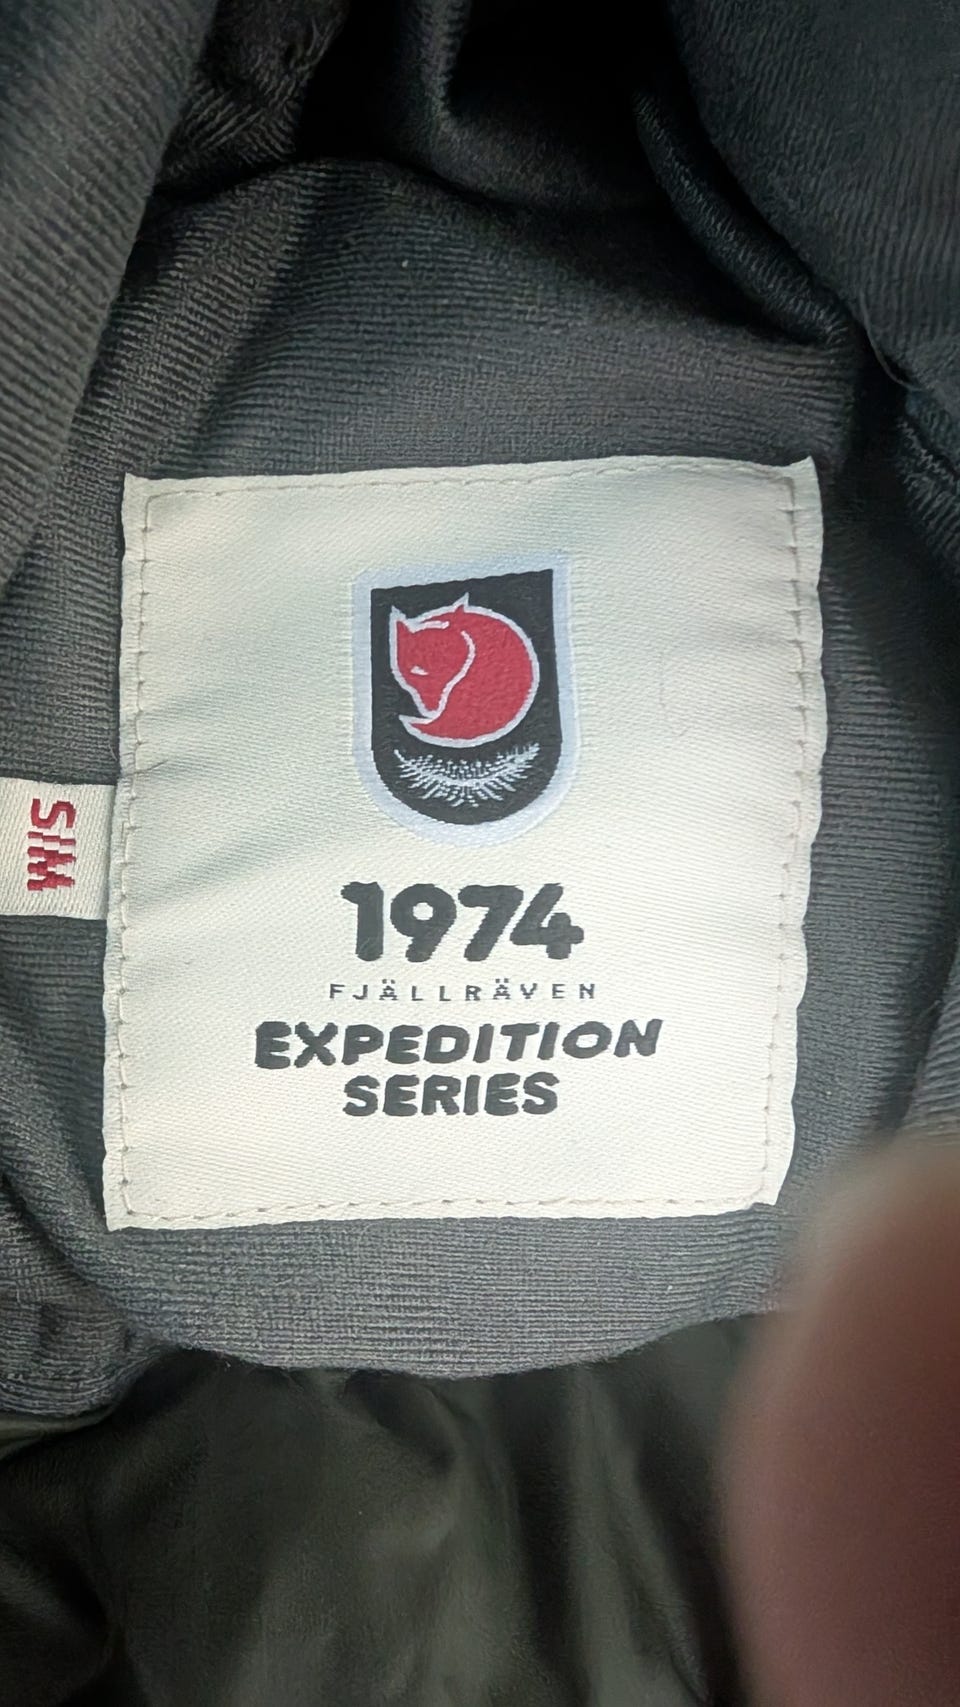 1974
FJÄLLRÄVEN
EXPEDITION
SERIES
S/M